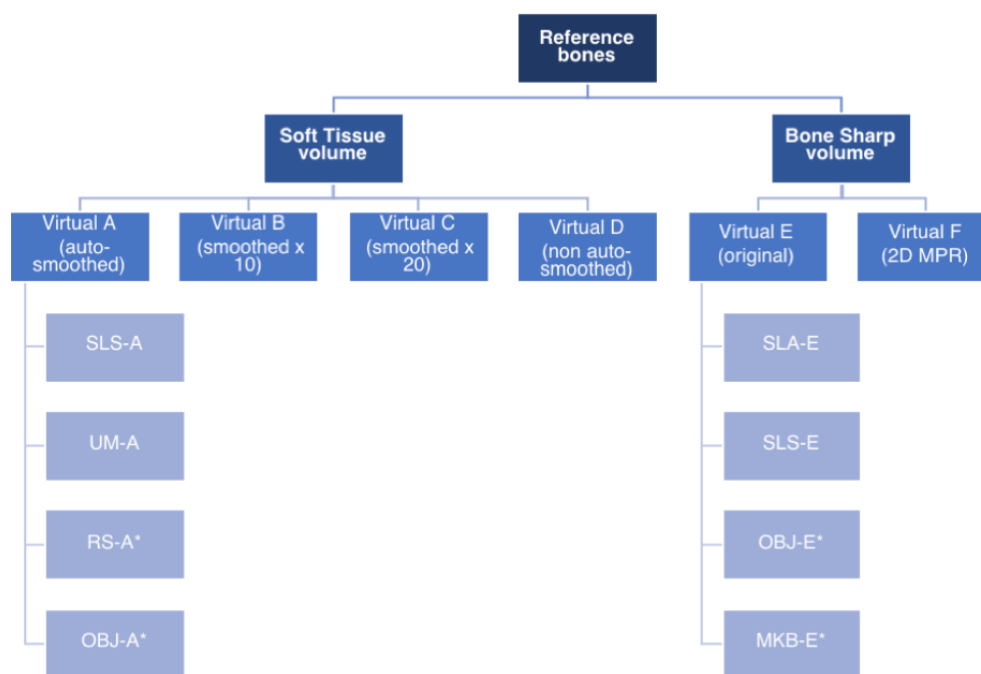 Reference
bones
Soft Tissue
volume
Bone Sharp
volume
Virtual A
(auto-
smoothed)
Virtual B
(smoothed x
10)
Virtual C
(smoothed x
20)
Virtual D
(non auto-
smoothed)
Virtual E
(original)
Virtual F
(2D MPR)
SLS-A
SLA-E
UM-A
SLS-E
RS-A*
OBJ-E*
OBJ-A*
MKB-E*